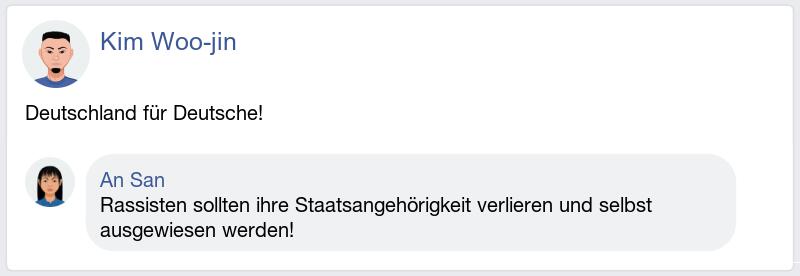 Kim Woo-jin
Deutschland für Deutsche!
An San
Rassisten sollten ihre Staatsangehörigkeit verlieren und selbst
ausgewiesen werden!